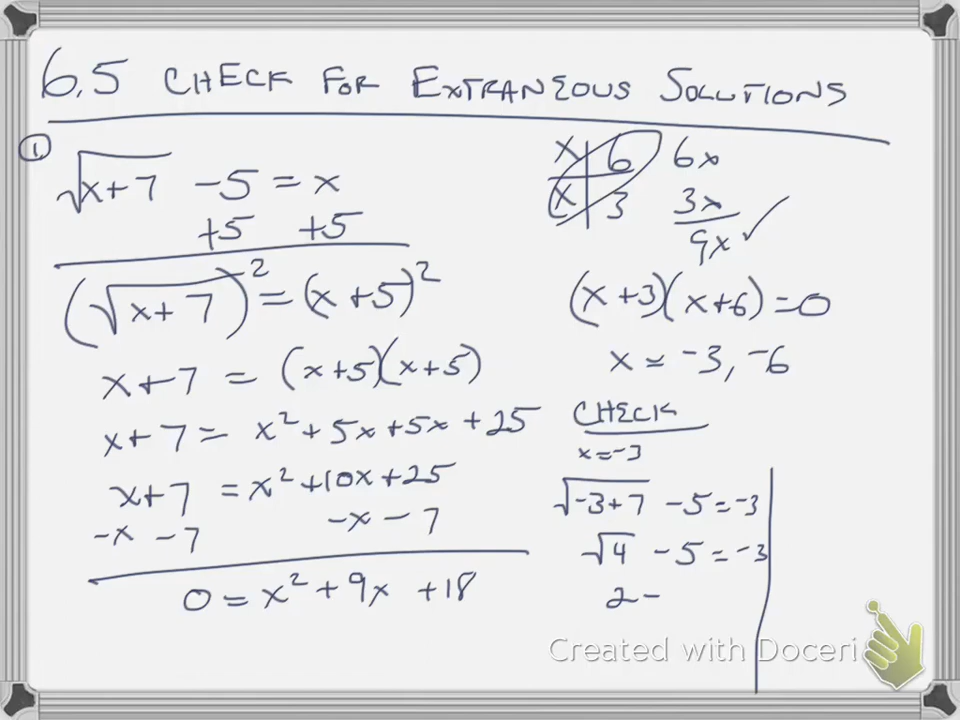 6.5 CHECK FOR EXTRANEOUS SOLUTIONS
1.
√x+7 -5 = x
+5 +5
(√x+7)² = (x+5)²
x+7 = (x+5)(x+5)
x+7 = x²+5x+5x+25
x+7 = x²+10x+25
-x -7 -x -7
0 = x²+9x+18
x 6 6x
x 3 3x
9x ✓
(x+3)(x+6)=0
x = -3, -6
CHECK
x=-3
√-3+7 -5=-3
√4 -5=-3
2-
Created with Doceri